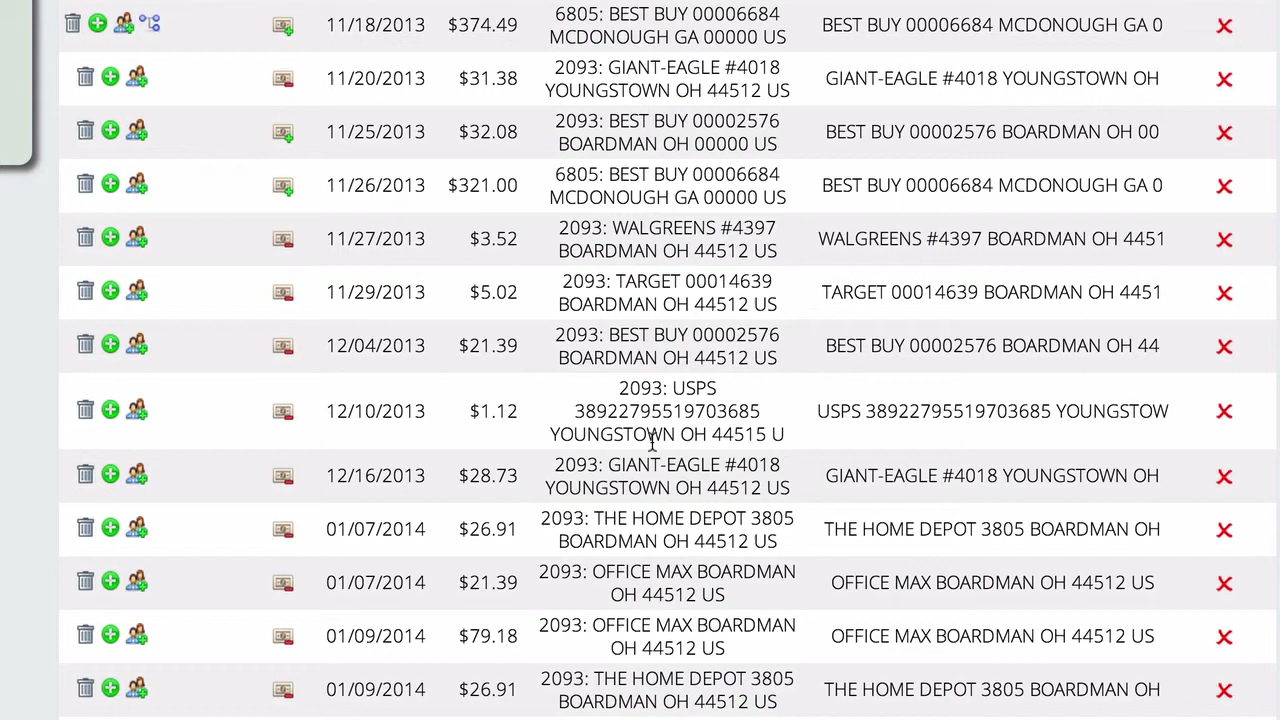 11/18/2013 $374.49 6805: BEST BUY 00006684 BEST BUY 00006684 MCDONOUGH GA 0
MCDONOUGH GA 00000 US
11/20/2013 $31.38 2093: GIANT-EAGLE #4018 GIANT-EAGLE #4018 YOUNGSTOWN OH
YOUNGSTOWN OH 44512 US
11/25/2013 $32.08 2093: BEST BUY 00002576 BEST BUY 00002576 BOARDMAN OH 00
BOARDMAN OH 00000 US
11/26/2013 $321.00 6805: BEST BUY 00006684 BEST BUY 00006684 MCDONOUGH GA 0
MCDONOUGH GA 00000 US
11/27/2013 $3.52 2093: WALGREENS #4397 WALGREENS #4397 BOARDMAN OH 4451
BOARDMAN OH 44512 US
11/29/2013 $5.02 2093: TARGET 00014639 TARGET 00014639 BOARDMAN OH 4451
BOARDMAN OH 44512 US
12/04/2013 $21.39 2093: BEST BUY 00002576 BEST BUY 00002576 BOARDMAN OH 44
BOARDMAN OH 44512 US
12/10/2013 $1.12 2093: USPS USPS 38922795519703685 YOUNGSTOW
38922795519703685
YOUNGSTOWN OH 44515 U
12/16/2013 $28.73 2093: GIANT-EAGLE #4018 GIANT-EAGLE #4018 YOUNGSTOWN OH
YOUNGSTOWN OH 44512 US
01/07/2014 $26.91 2093: THE HOME DEPOT 3805 THE HOME DEPOT 3805 BOARDMAN OH
BOARDMAN OH 44512 US
01/07/2014 $21.39 2093: OFFICE MAX BOARDMAN OFFICE MAX BOARDMAN OH 44512 US
OH 44512 US
01/09/2014 $79.18 2093: OFFICE MAX BOARDMAN OFFICE MAX BOARDMAN OH 44512 US
OH 44512 US
01/09/2014 $26.91 2093: THE HOME DEPOT 3805 THE HOME DEPOT 3805 BOARDMAN OH
BOARDMAN OH 44512 US